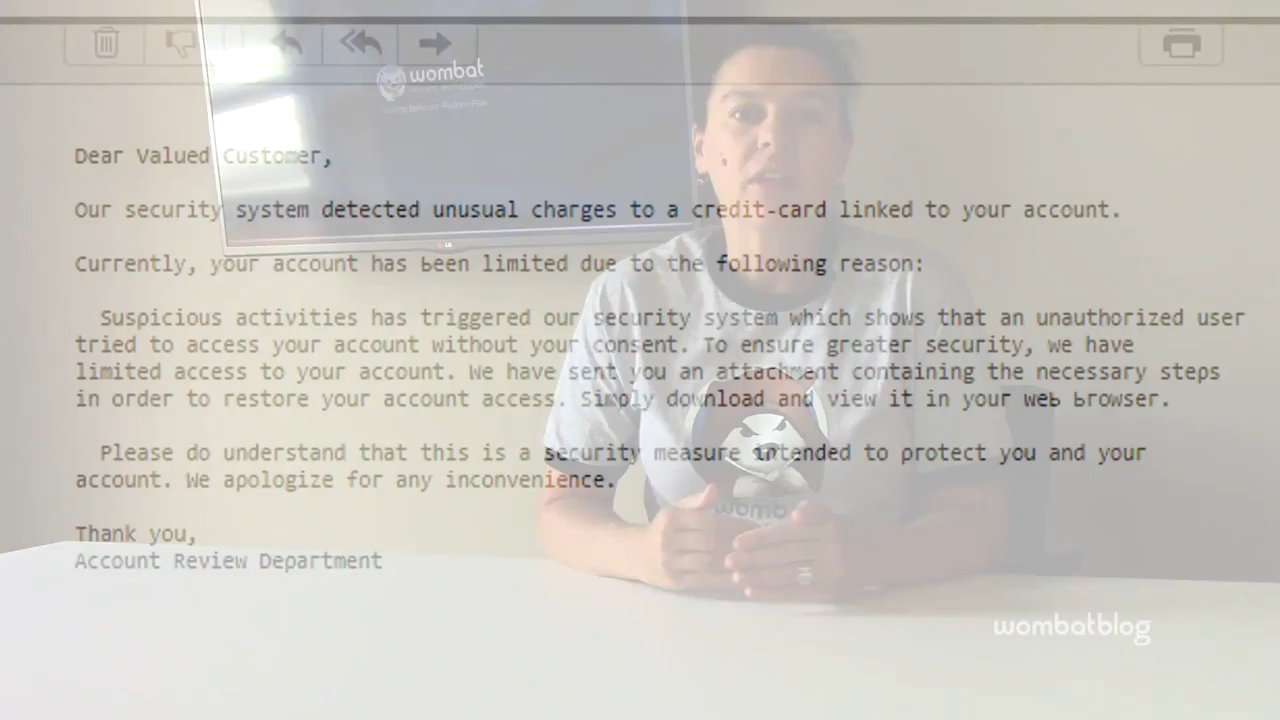 wombat
Dear Valued Customer,
Our security system detected unusual charges to a credit-card linked to your account.
Currently, your account has ьeen limited due to the following reason:
Suspicious activities has triggered our security system which shows that an unauthorized user
tried to access your account without your consent. To ensure greater security, we have
limited access to your account. We have sent you an attachment containing the necessary steps
in order to restore your account access. Simply download and view it in your weь ьrowser.
Please do understand that this is a security measure intended to protect you and your
account. We apologize for any inconvenience.
Thank you,
Account Review Department
LG
womb
wombatblog